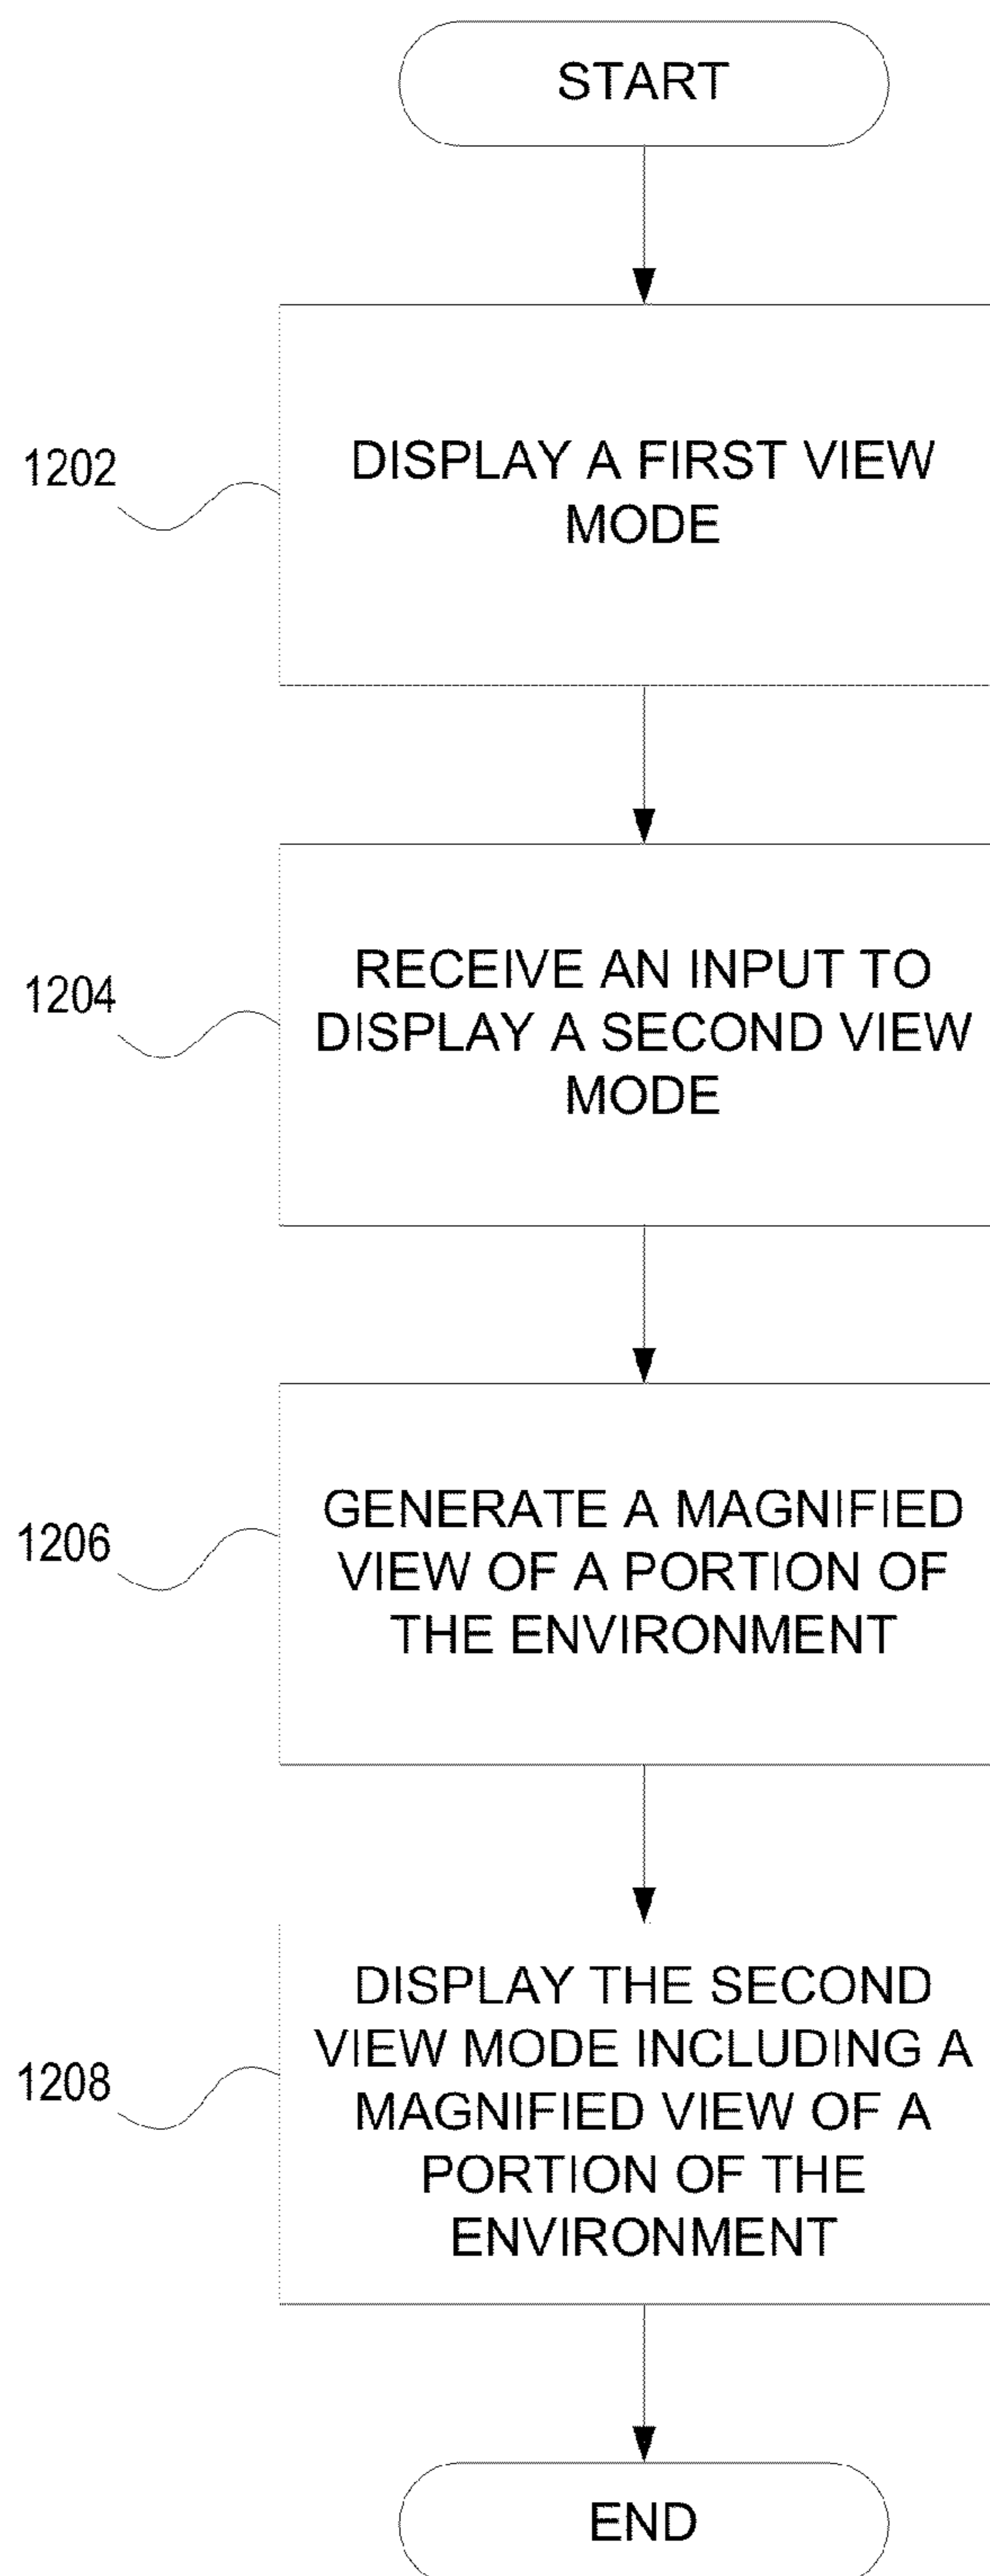 START
1202
DISPLAY A FIRST VIEW
MODE
1204
RECEIVE AN INPUT TO
DISPLAY A SECOND VIEW
MODE
1206
GENERATE A MAGNIFIED
VIEW OF A PORTION OF
THE ENVIRONMENT
1208
DISPLAY THE SECOND
VIEW MODE INCLUDING A
MAGNIFIED VIEW OF A
PORTION OF THE
ENVIRONMENT
END